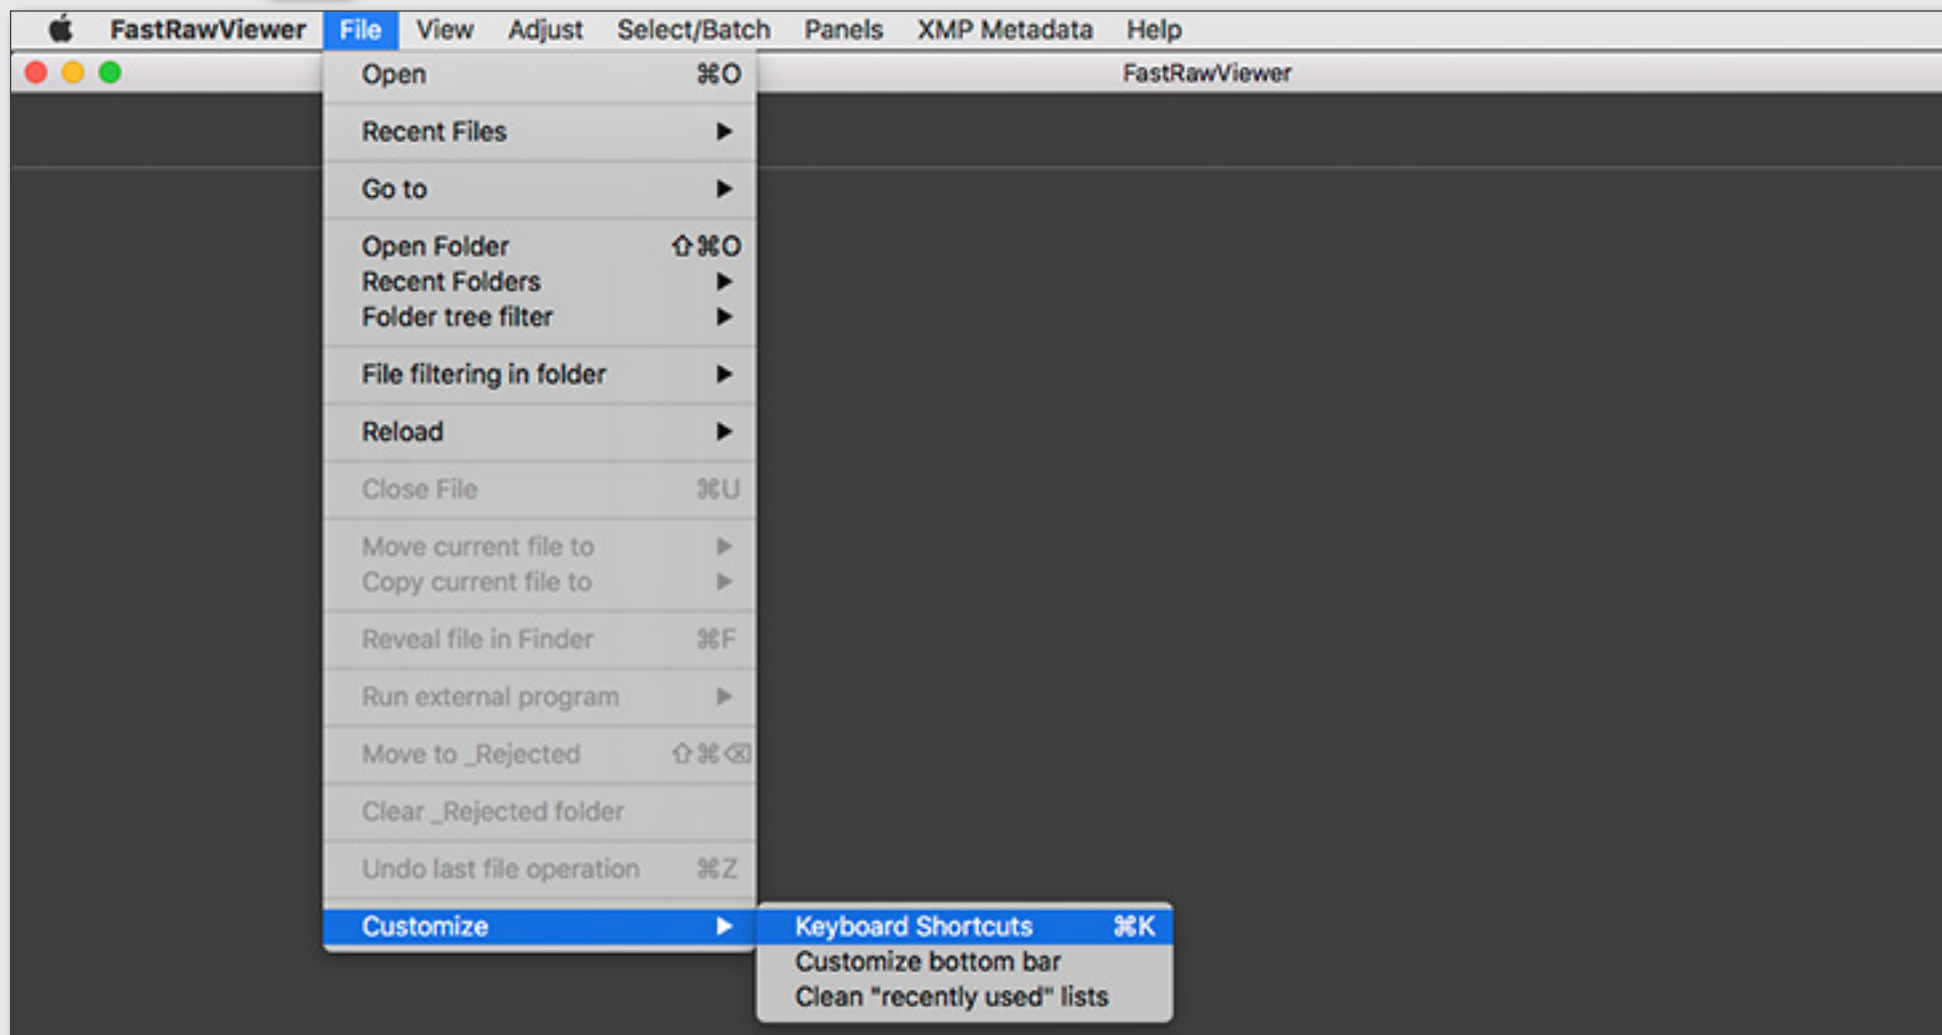 FastRawViewer File View Adjust Select/Batch Panels XMP Metadata Help
FastRawViewer
Open ⌘O
Recent Files ▶
Go to ▶
Open Folder ⇧⌘O
Recent Folders ▶
Folder tree filter ▶
File filtering in folder ▶
Reload ▶
Close File ⌘U
Move current file to ▶
Copy current file to ▶
Reveal file in Finder ⌘F
Run external program ▶
Move to _Rejected ⇧⌘⌫
Clear _Rejected folder
Undo last file operation ⌘Z
Customize ▶
Keyboard Shortcuts ⌘K
Customize bottom bar
Clean "recently used" lists